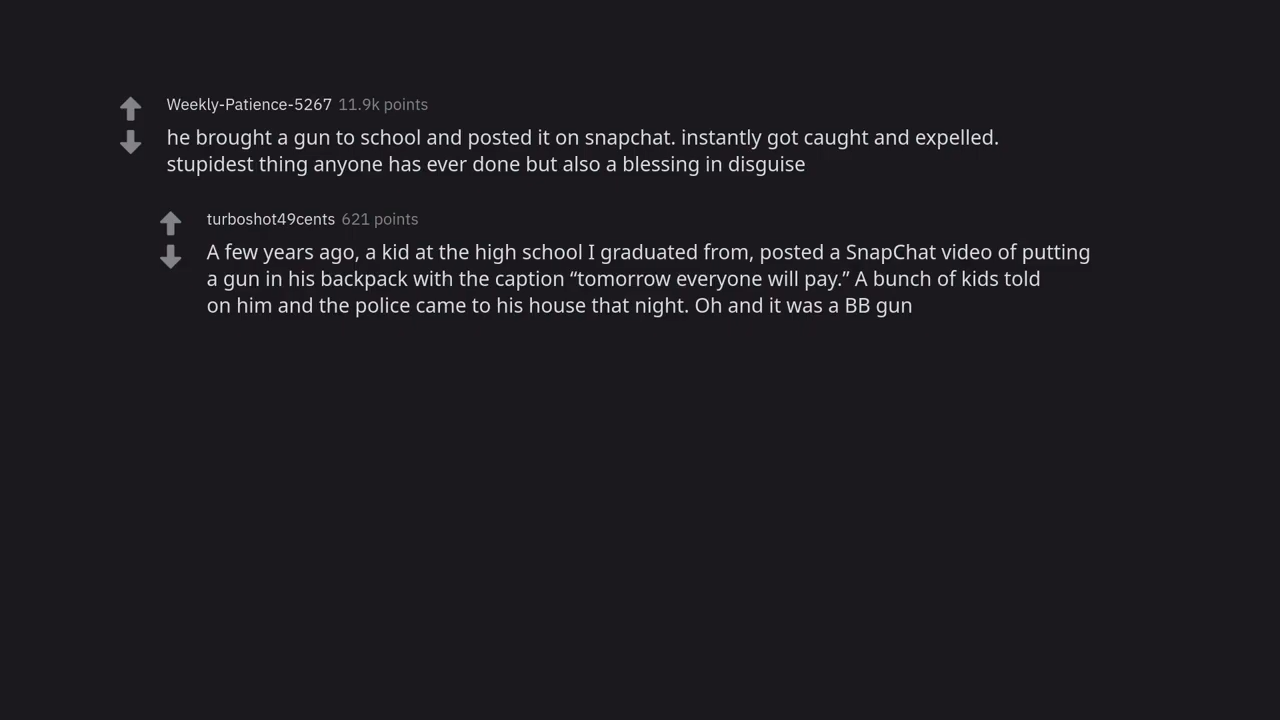 Weekly-Patience-5267 11.9k points
he brought a gun to school and posted it on snapchat. instantly got caught and expelled.
stupidest thing anyone has ever done but also a blessing in disguise
turboshot49cents 621 points
A few years ago, a kid at the high school I graduated from, posted a SnapChat video of putting
a gun in his backpack with the caption “tomorrow everyone will pay.” A bunch of kids told
on him and the police came to his house that night. Oh and it was a BB gun